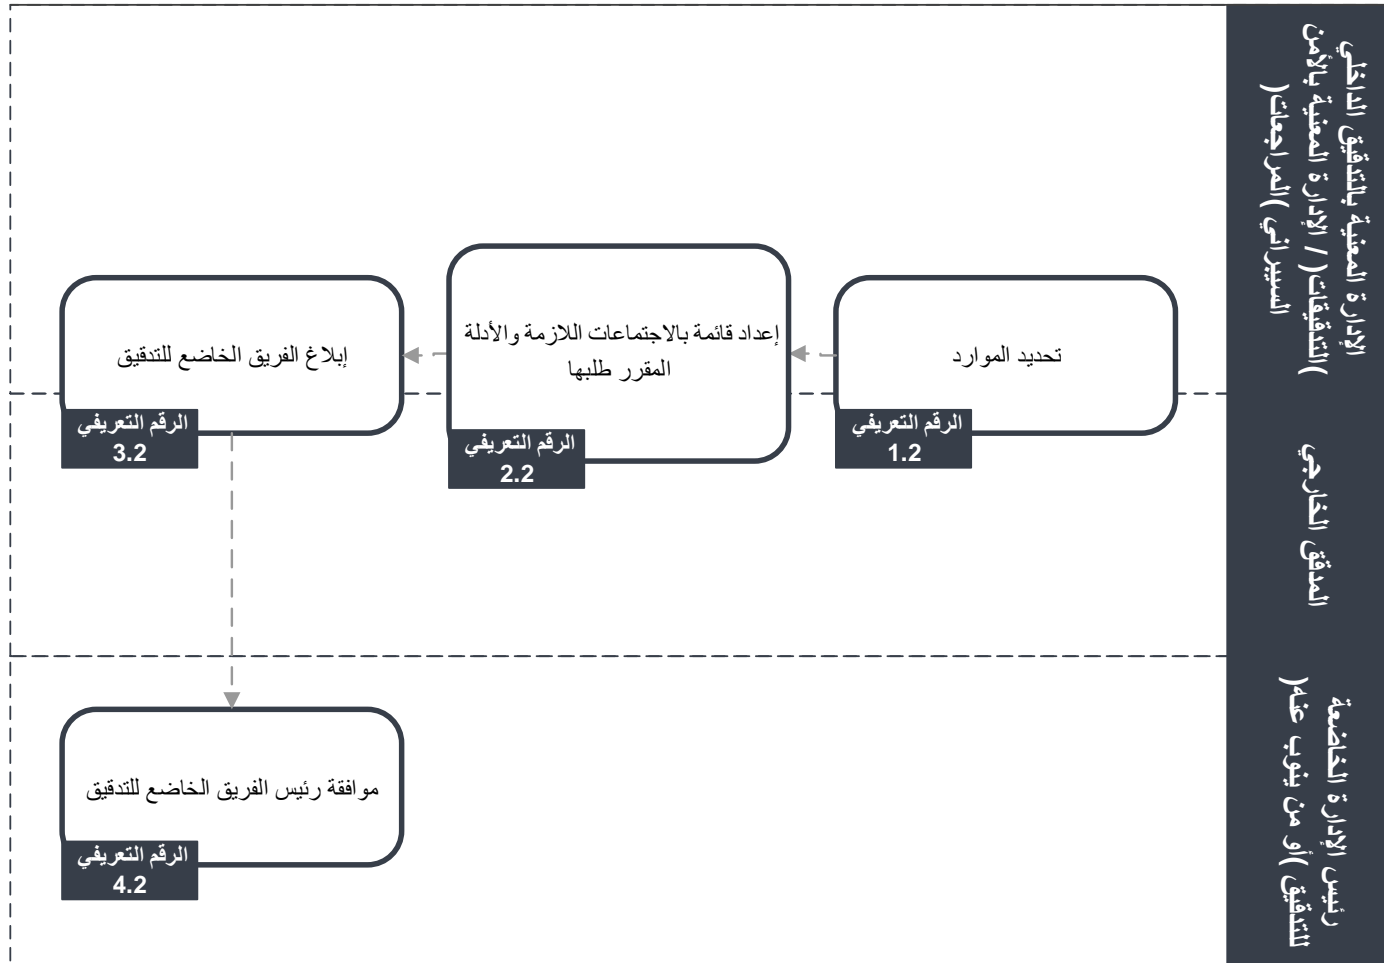 الإدارة المعنية بالتدقيق الداخلي
)التدقيقات( / الإدارة المعنية بالأمن
السيبراني )المراجعات(
تحديد الموارد
الرقم التعريفي
1.2
إعداد قائمة بالاجتماعات اللازمة والأدلة
المقرر طلبها
الرقم التعريفي
2.2
إبلاغ الفريق الخاضع للتدقيق
الرقم التعريفي
3.2
المدقق الخارجي
رئيس الإدارة الخاضعة
للتدقيق )أو من ينوب عنه(
موافقة رئيس الفريق الخاضع للتدقيق
الرقم التعريفي
4.2